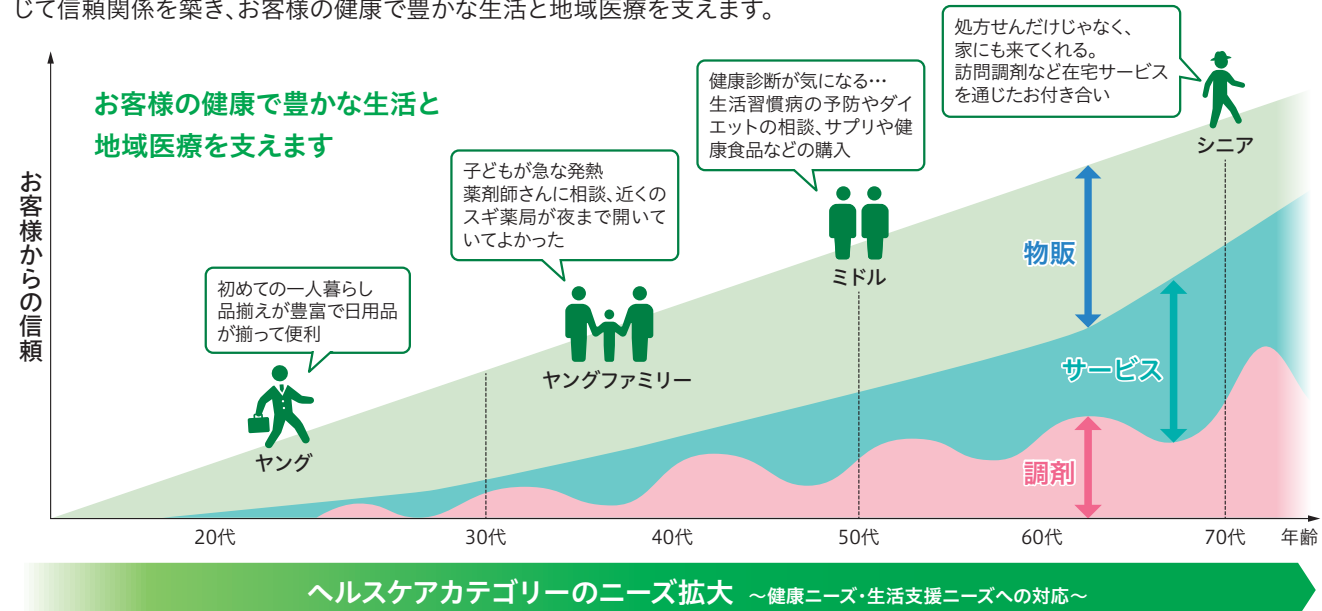 じて信頼関係を築き、お客様の健康で豊かな生活と地域医療を支えます。
お客様の健康で豊かな生活と
地域医療を支えます
お客様からの信頼
初めての一人暮らし
品揃えが豊富で日用品
が揃って便利
ヤング
子どもが急な発熱
薬剤師さんに相談、近くの
スギ薬局が夜まで開いて
いてよかった
ヤングファミリー
健康診断が気になる…
生活習慣病の予防やダイ
エットの相談、サプリや健
康食品などの購入
ミドル
処方せんだけじゃなく、
家にも来てくれる。
訪問調剤など在宅サービス
を通じたお付き合い
シニア
物販
サービス
調剤
20代 30代 40代 50代 60代 70代 年齢
ヘルスケアカテゴリーのニーズ拡大 ～健康ニーズ・生活支援ニーズへの対応～